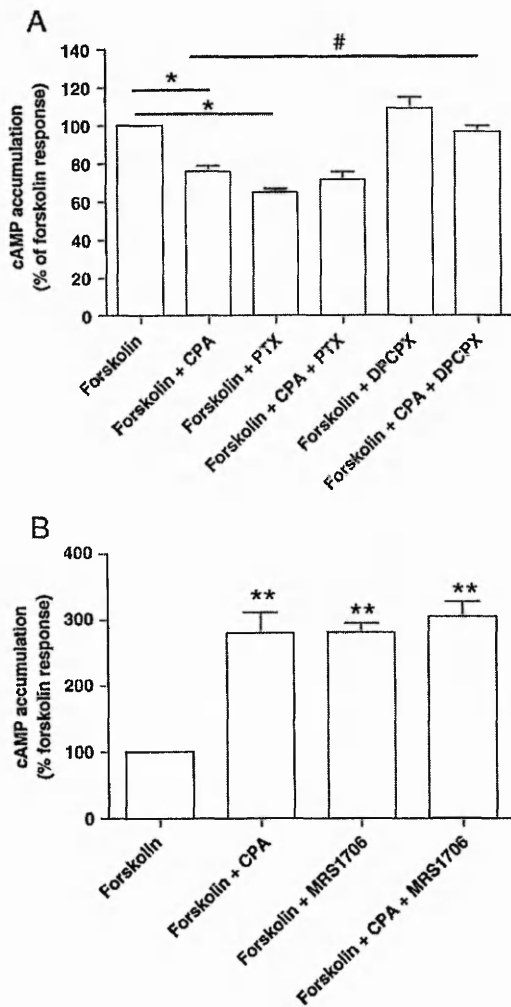 A
cAMP accumulation
(% of forskolin response)
140
120
100
80
60
40
20
0
*
*
#
Forskolin
Forskolin + CPA
Forskolin + PTX
Forskolin + CPA + PTX
Forskolin + DPCPX
Forskolin + CPA + DPCPX
B
cAMP accumulation
(% forskolin response)
400
300
200
100
0
**
**
**
Forskolin
Forskolin + CPA
Forskolin + MRS1706
Forskolin + CPA + MRS1706